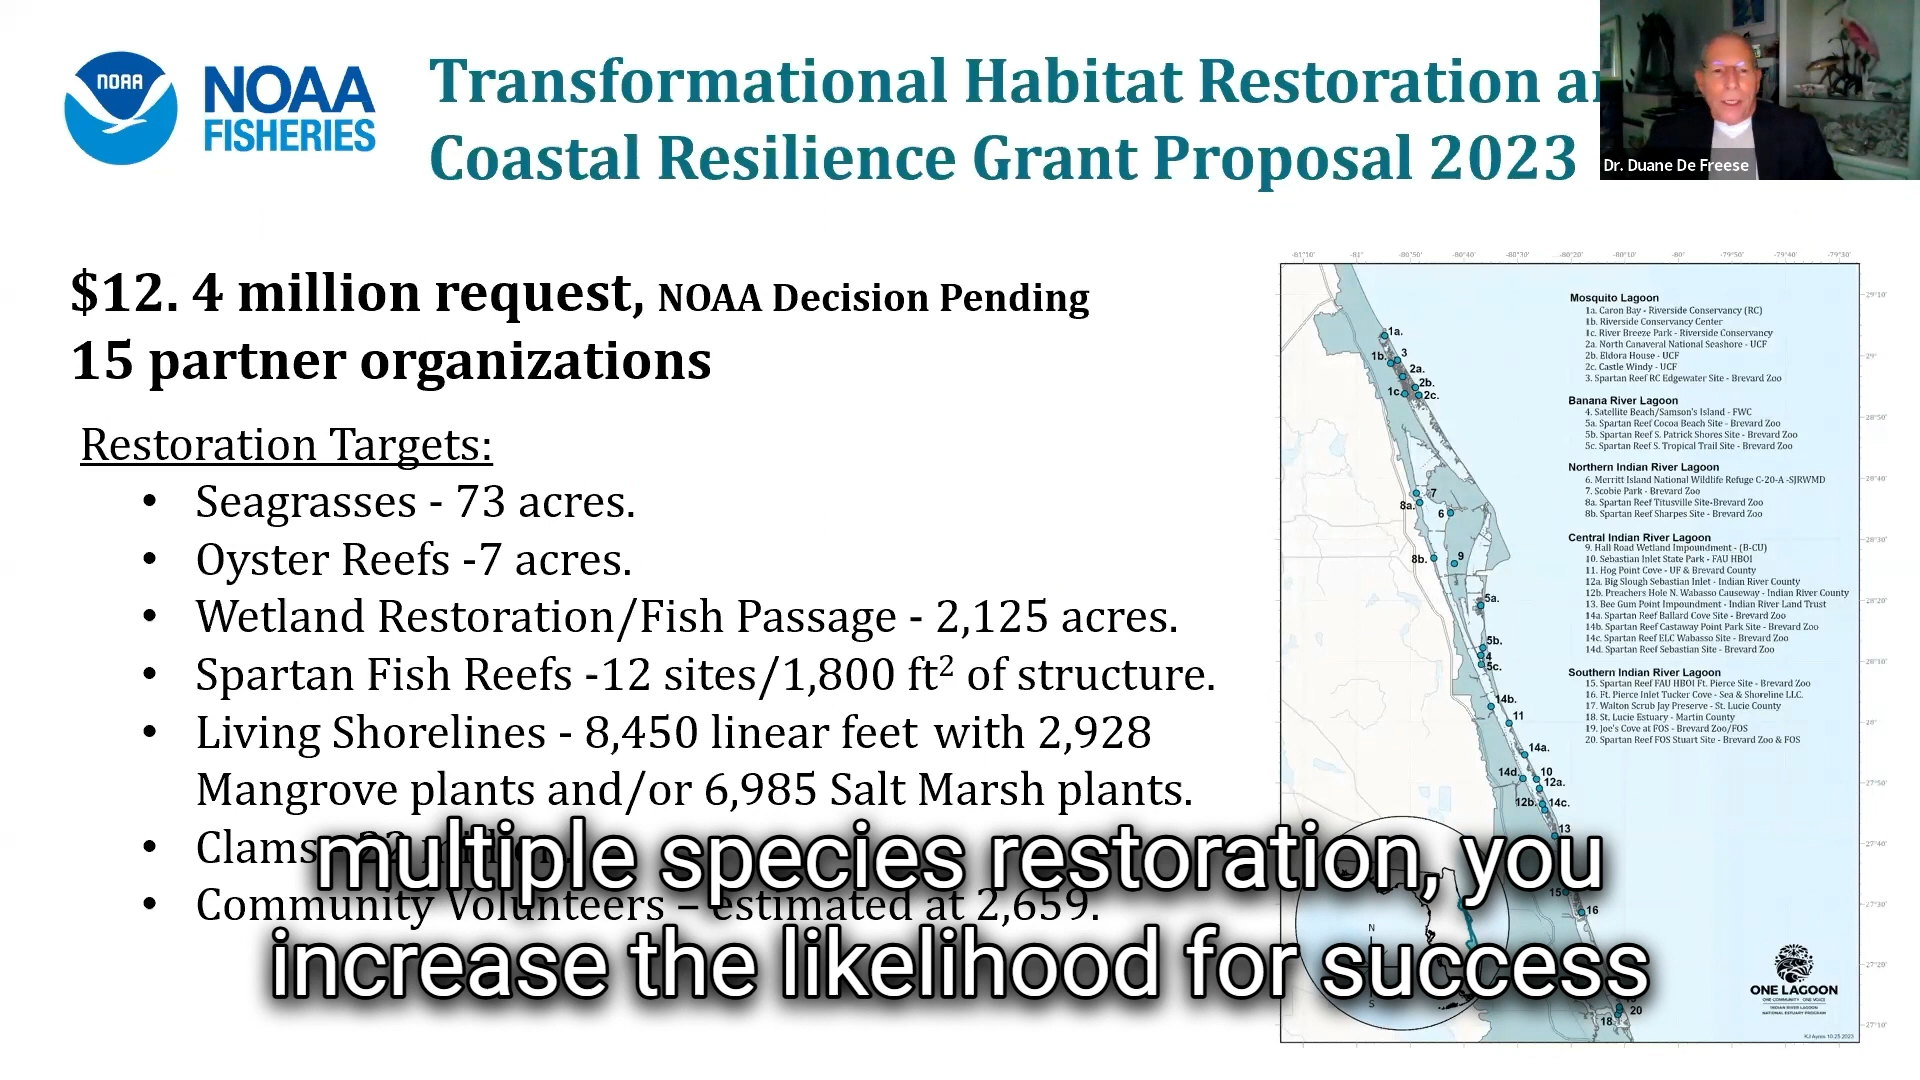 NOAA
NOAA
FISHERIES
Transformational Habitat Restoration
Coastal Resilience Grant Proposal 2023
Dr. Duane De Freese
$12. 4 million request, NOAA Decision Pending
15 partner organizations
Restoration Targets:
• Seagrasses - 73 acres.
• Oyster Reefs -7 acres.
• Wetland Restoration/Fish Passage - 2,125 acres.
• Spartan Fish Reefs -12 sites/1,800 ft² of structure.
• Living Shorelines - 8,450 linear feet with 2,928
Mangrove plants and/or 6,985 Salt Marsh plants.
• Clams
• Community Volunteers – estimated at 2,659.
multiple species restoration, you
increase the likelihood for success
Mosquito Lagoon
1a. Caron Bay - Riverside Conservancy (RC)
1b. Riverside Conservancy Center
1c. River Breeze Park - Riverside Conservancy
2a. North Canaveral National Seashore - UCF
2b. Eldora House - UCF
2c. Castle Windy - UCF
3. Spartan Reef RC Edgewater Site - Brevard Zoo
Banana River Lagoon
4. Satellite Beach/Samson's Island - FWC
5a. Spartan Reef Cocoa Beach Site - Brevard Zoo
5b. Spartan Reef S. Patrick Shores Site - Brevard Zoo
5c. Spartan Reef S. Tropical Trail Site - Brevard Zoo
Northern Indian River Lagoon
6. Merritt Island National Wildlife Refuge C-20-A -SJRWMD
7. Scobie Park - Brevard Zoo
8a. Spartan Reef Titusville Site-Brevard Zoo
8b. Spartan Reef Sharpes Site - Brevard Zoo
Central Indian River Lagoon
9. Hall Road Wetland Impoundment - (B-CU)
10. Sebastian Inlet State Park - FAU HBOI
11. Hog Point Cove - UF & Brevard County
12a. Big Slough Sebastian Inlet - Indian River County
12b. Preachers Hole N. Wabasso Causeway - Indian River County
13. Bee Gum Point Impoundment - Indian River Land Trust
14a. Spartan Reef Ballard Cove Site - Brevard Zoo
14b. Spartan Reef Castaway Point Park Site - Brevard Zoo
14c. Spartan Reef ELC Wabasso Site - Brevard Zoo
14d. Spartan Reef Sebastian Site - Brevard Zoo
Southern Indian River Lagoon
15. Spartan Reef FAU HBOI Ft. Pierce Site - Brevard Zoo
16. Ft. Pierce Inlet Tucker Cove - Sea & Shoreline LLC.
17. Walton Scrub Jay Preserve - St. Lucie County
18. St. Lucie Estuary - Martin County
19. Joe's Cove at FOS - Brevard Zoo/FOS
20. Spartan Reef FOS Stuart Site - Brevard Zoo & FOS
1a.
1b. 3
2a.
2b.
1c. 2c.
7
8a.
6
8b. 9
5a.
5b.
4
5c.
14b.
11
14a.
14d. 10
12a.
12b. 14c.
13
15
16
20
18
N
S
ONE LAGOON
ONE COMMUNITY · ONE VOICE
INDIAN RIVER LAGOON
NATIONAL ESTUARY PROGRAM
KJ Ayres 10.25.2023